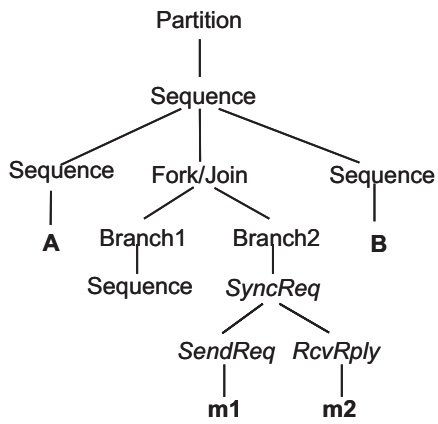 Partition
Sequence
Sequence Fork/Join Sequence
A Branch1 Branch2 B
Sequence SyncReq
SendReq RcvRply
m1 m2